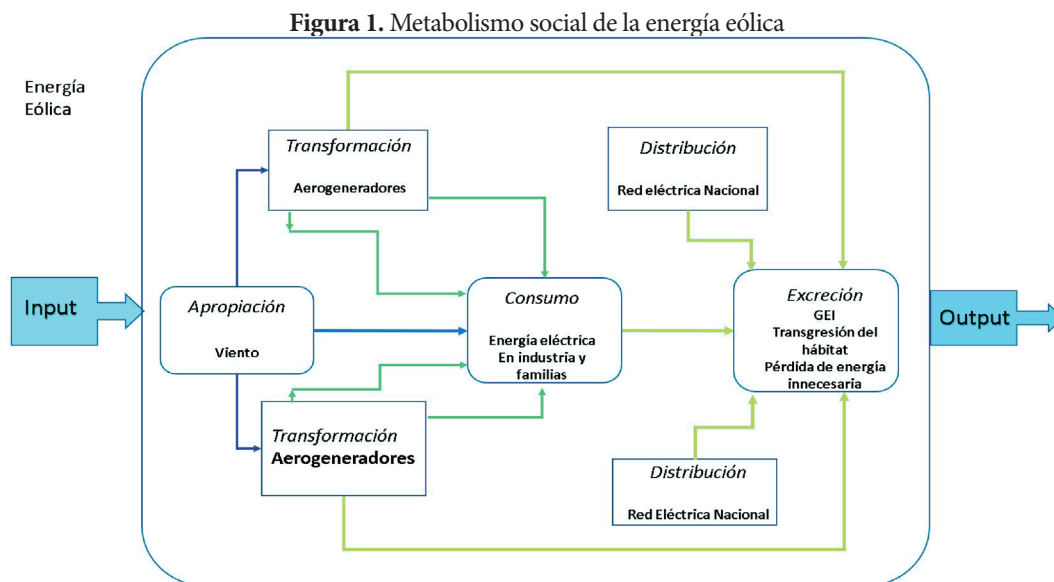 Figura 1. Metabolismo social de la energía eólica
Energía
Eólica
Transformación
Aerogeneradores
Distribución
Red eléctrica Nacional
Input
Apropiación
Viento
Consumo
Energía eléctrica
En industria y
familias
Excreción
GEI
Transgresión del
hábitat
Pérdida de energía
innecesaria
Output
Transformación
Aerogeneradores
Distribución
Red Eléctrica Nacional